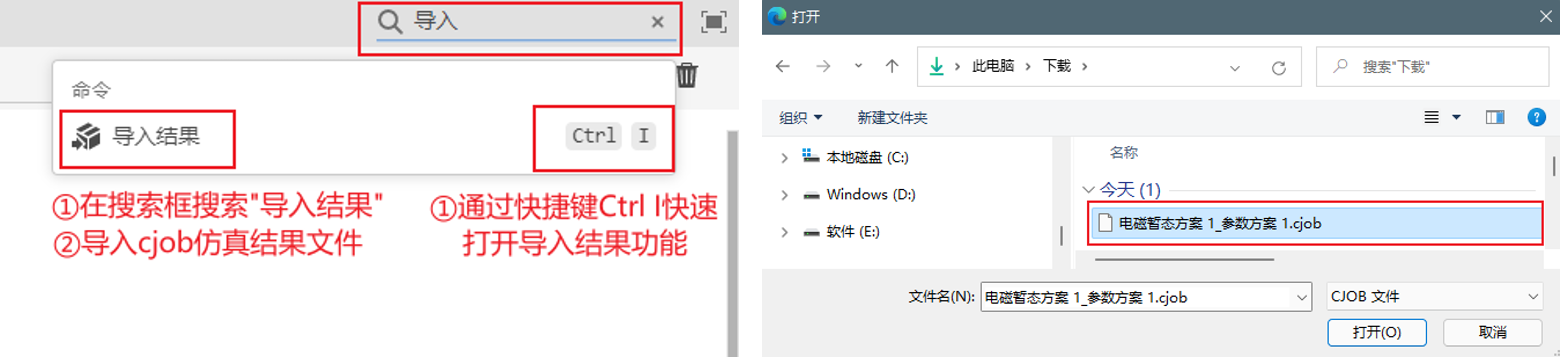 导入
命令
导入结果
Ctrl I
①在搜索框搜索"导入结果"
②导入cjob仿真结果文件
①通过快捷键Ctrl I快速
打开导入结果功能
打开
此电脑 > 下载 >
搜索"下载"
组织
新建文件夹
本地磁盘 (C:)
Windows (D:)
软件 (E:)
名称
今天 (1)
电磁暂态方案 1_参数方案 1.cjob
文件名(N):
电磁暂态方案 1_参数方案 1.cjob
CJOB 文件
打开(O)
取消